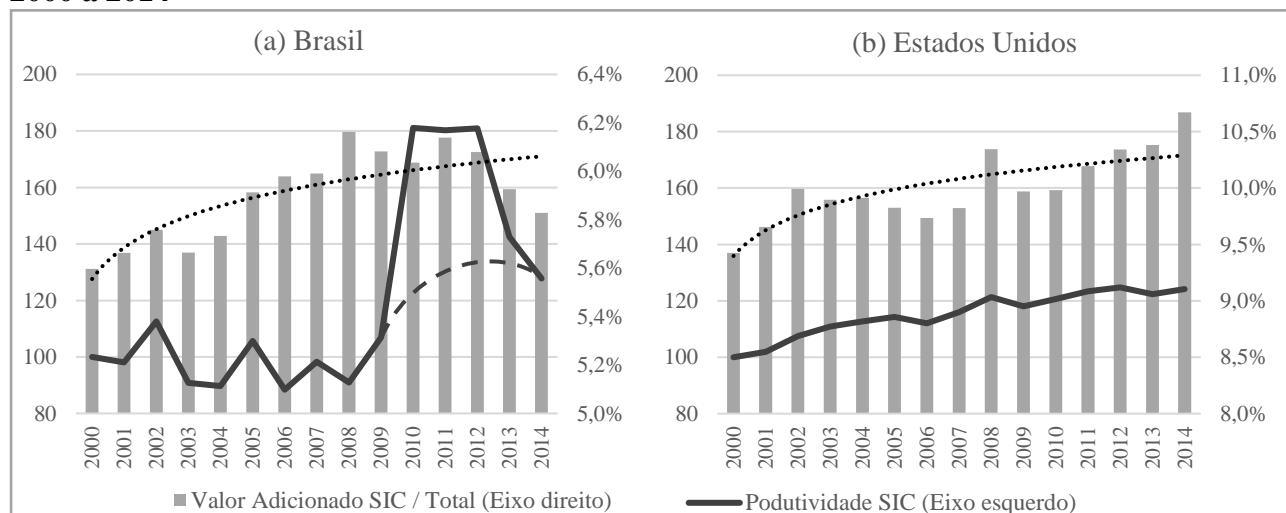 (a) Brasil
(b) Estados Unidos
200 6,4% 200 11,0%
180 6,2% 180 10,5%
160 6,0% 160 10,0%
140 5,8% 140 9,5%
120 5,6% 120 9,0%
100 5,4% 100 8,5%
80 5,2% 80 8,0%
5,0%
2000 2001 2002 2003 2004 2005 2006 2007 2008 2009 2010 2011 2012 2013 2014
2000 2001 2002 2003 2004 2005 2006 2007 2008 2009 2010 2011 2012 2013 2014
Valor Adicionado SIC / Total (Eixo direito)
Podutividade SIC (Eixo esquerdo)